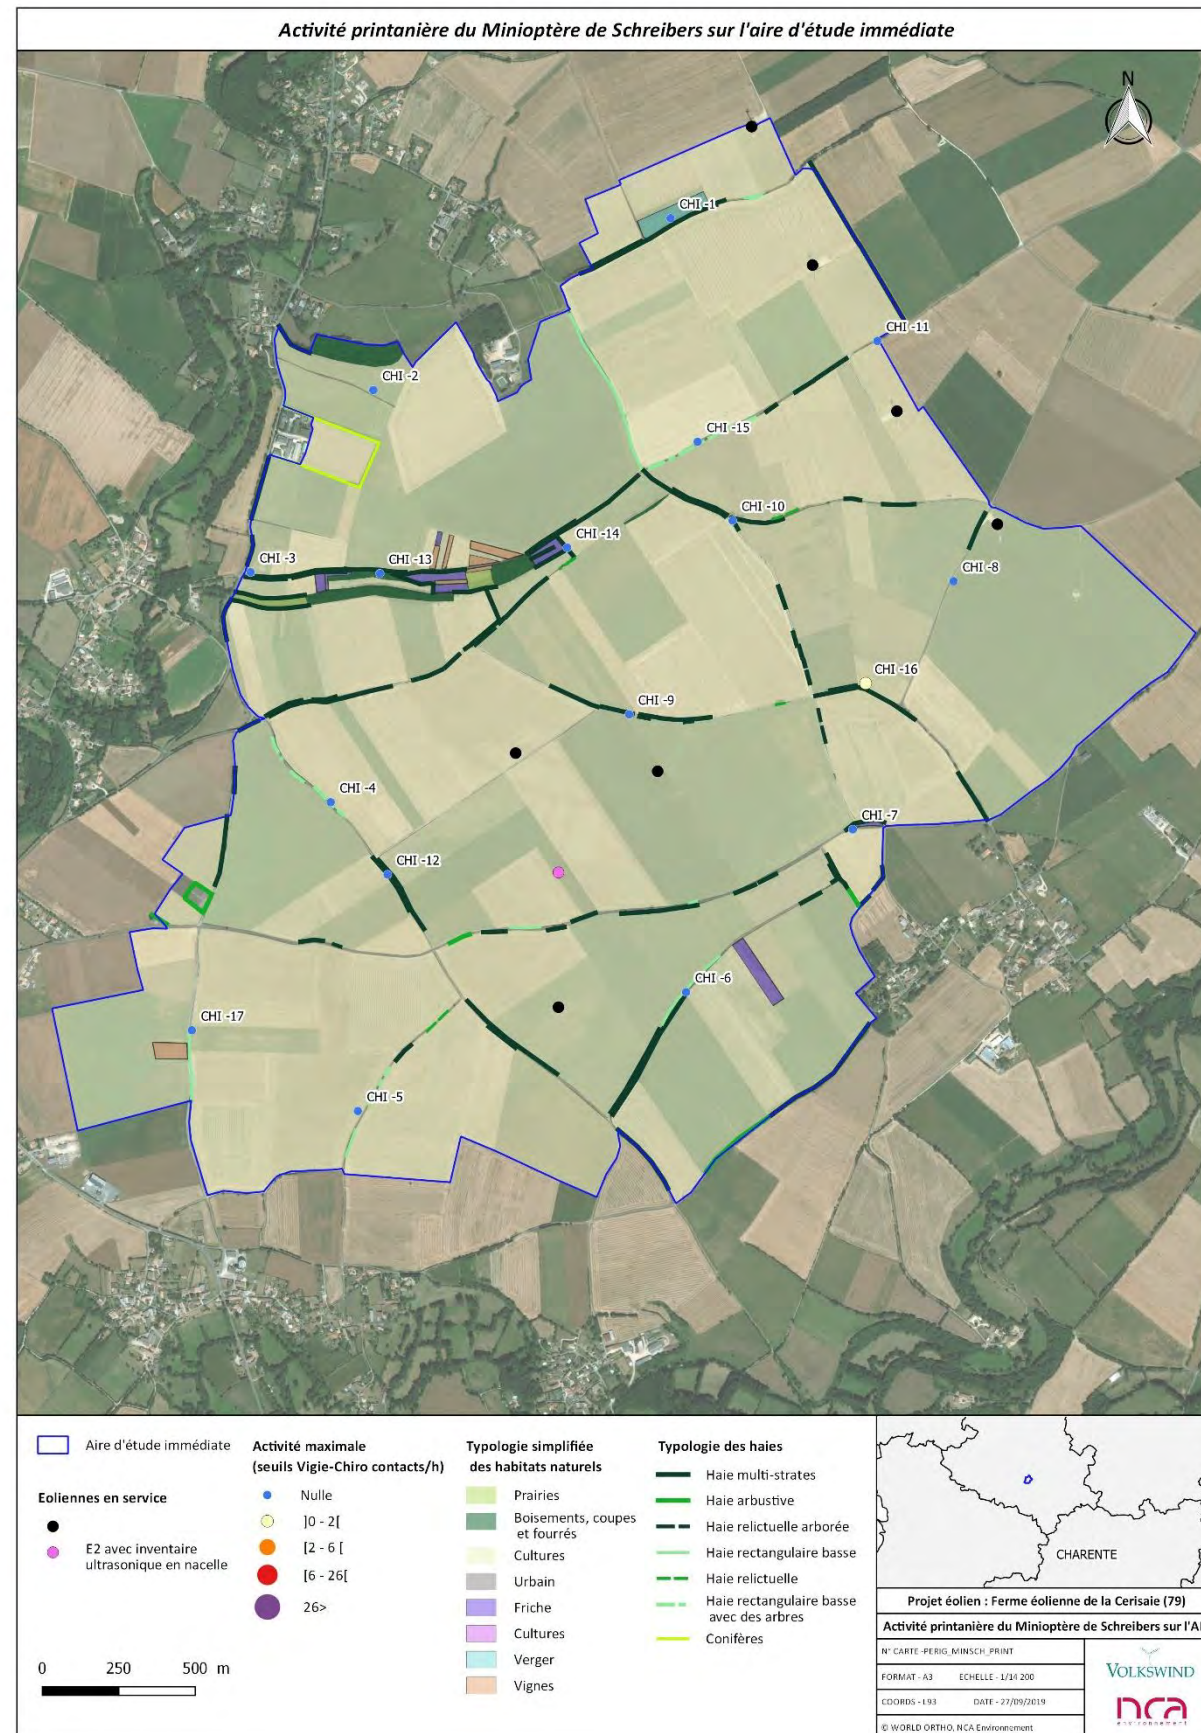 Activité printanière du Minioptère de Schreibers sur l'aire d'étude immédiate
N
CHI -1
CHI -11
CHI -2
CHI -15
CHI -10
CHI -14
CHI -3
CHI -13
CHI -8
CHI -16
CHI -9
CHI -4
CHI -7
CHI -12
CHI -6
CHI -17
CHI -5
Aire d'étude immédiate
Eoliennes en service
E2 avec inventaire
ultrasonique en nacelle
0 250 500 m
Activité maximale
(seuils Vigie-Chiro contacts/h)
Nulle
]0 - 2[
[2 - 6 [
[6 - 26[
26>
Typologie simplifiée
des habitats naturels
Prairies
Boisements, coupes
et fourrés
Cultures
Urbain
Friche
Cultures
Verger
Vignes
Typologie des haies
Haie multi-strates
Haie arbustive
Haie relictuelle arborée
Haie rectangulaire basse
Haie relictuelle
Haie rectangulaire basse
avec des arbres
Conifères
CHARENTE
Projet éolien : Ferme éolienne de la Cerisaie (79)
Activité printanière du Minioptère de Schreibers sur l'AI
N° CARTE -PERIG_MINSCH_PRINT
FORMAT - A3 ECHELLE - 1/14 200
COORDS - L93 DATE - 27/09/2019
© WORLD ORTHO, NCA Environnement
VOLKSWIND
nca
environnement